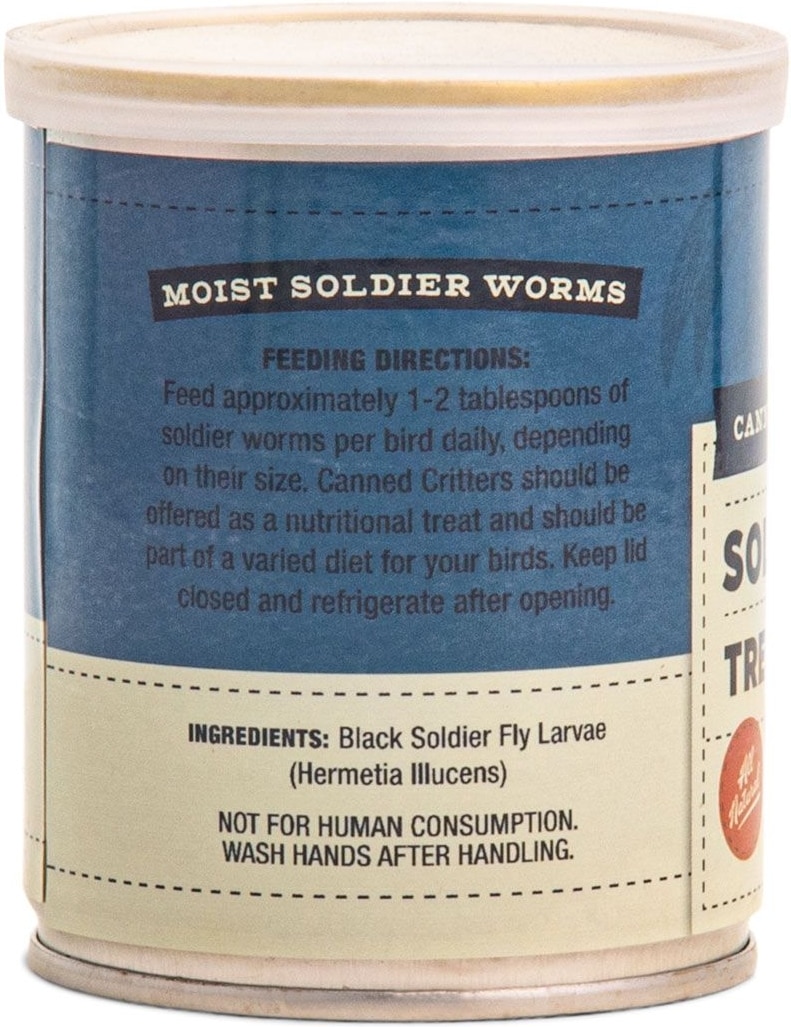 MOIST SOLDIER WORMS
FEEDING DIRECTIONS:
Feed approximately 1-2 tablespoons of
soldier worms per bird daily, depending
on their size. Canned Critters should be
offered as a nutritional treat and should be
part of a varied diet for your birds. Keep lid
closed and refrigerate after opening.
INGREDIENTS: Black Soldier Fly Larvae
(Hermetia Illucens)
NOT FOR HUMAN CONSUMPTION.
WASH HANDS AFTER HANDLING.
All
Natural